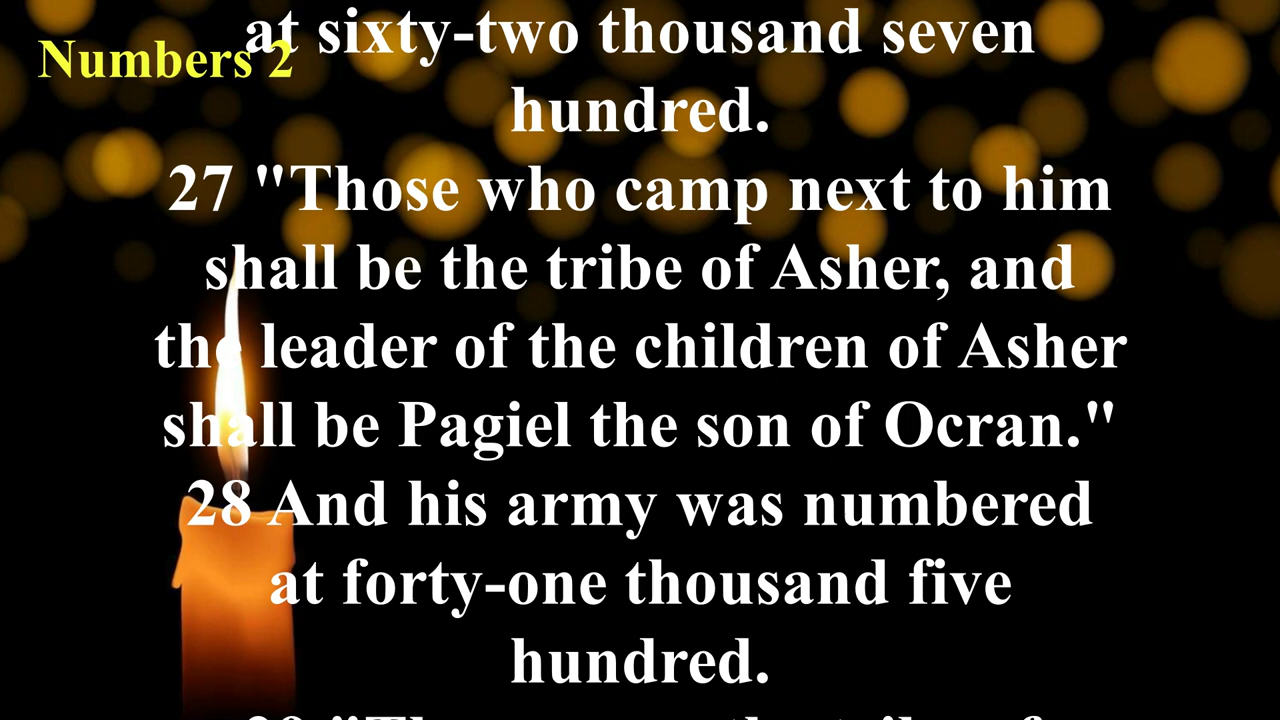 Numbers 2
at sixty-two thousand seven
hundred.
27 "Those who camp next to him
shall be the tribe of Asher, and
the leader of the children of Asher
shall be Pagiel the son of Ocran."
28 And his army was numbered
at forty-one thousand five
hundred.